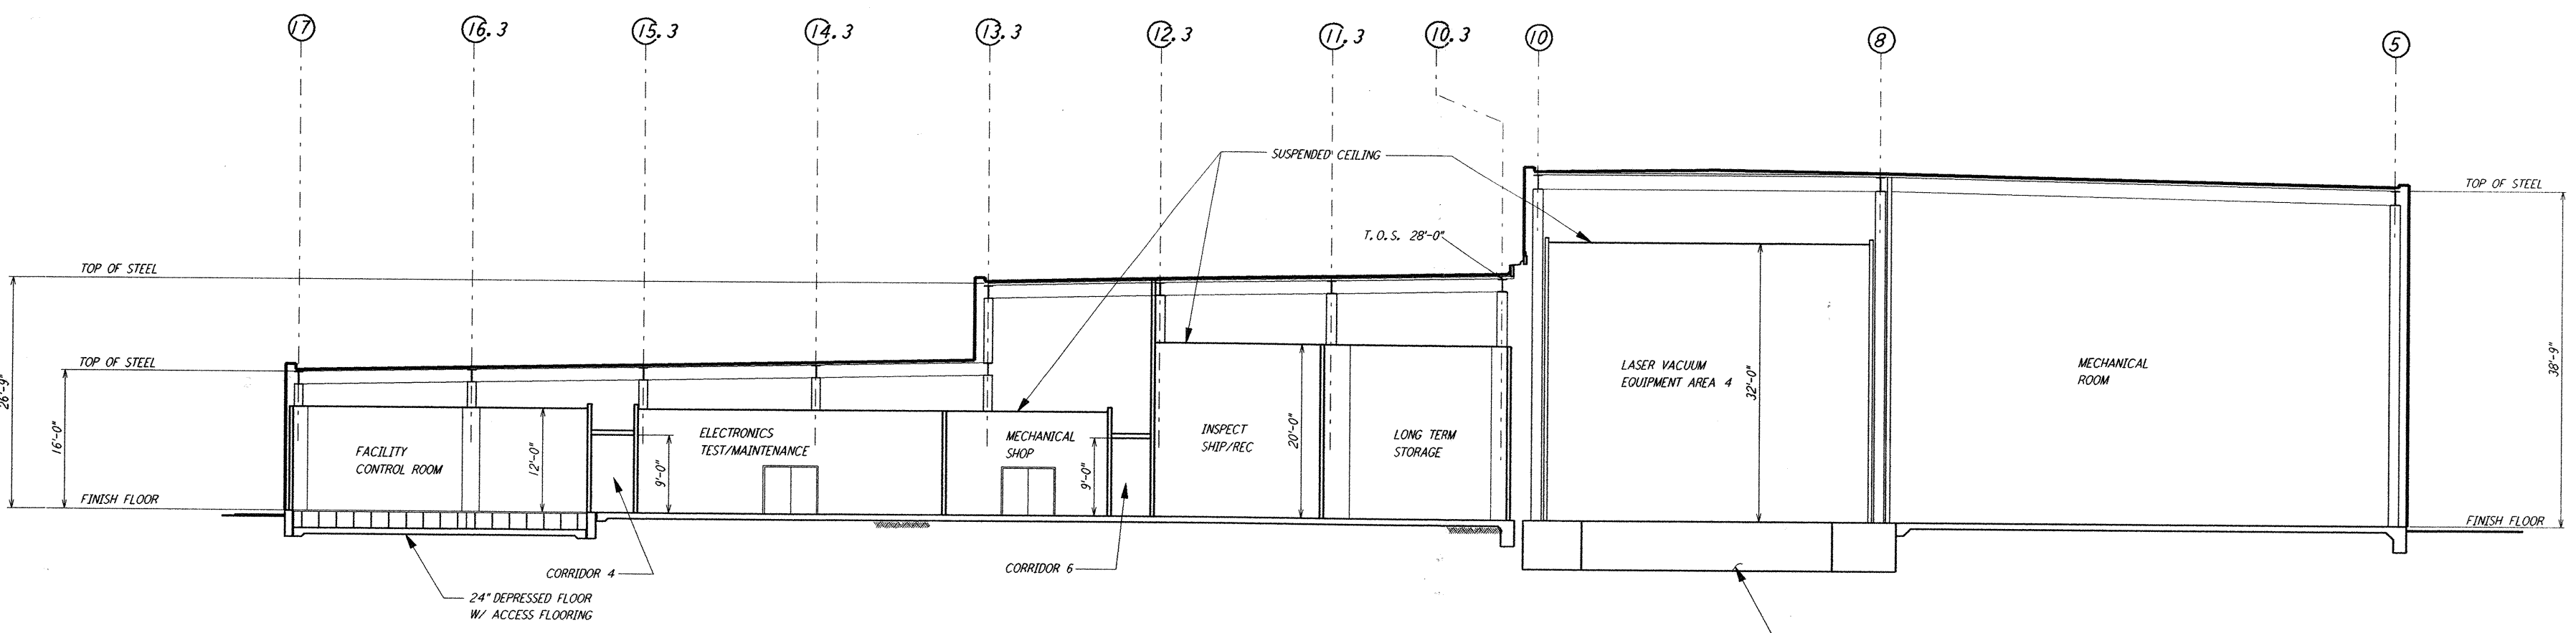 17
16.3
15.3
14.3
13.3
12.3
11.3
10.3
10
8
5
SUSPENDED CEILING
TOP OF STEEL
T.O.S. 28'-0"
TOP OF STEEL
TOP OF STEEL
26'-9"
16'-0"
38'-9"
LASER VACUUM
EQUIPMENT AREA 4
32'-0"
MECHANICAL
ROOM
FACILITY
CONTROL ROOM
12'-0"
9'-0"
ELECTRONICS
TEST/MAINTENANCE
MECHANICAL
SHOP
9'-0"
INSPECT
SHIP/REC
20'-0"
LONG TERM
STORAGE
FINISH FLOOR
FINISH FLOOR
CORRIDOR 4
CORRIDOR 6
24" DEPRESSED FLOOR
W/ ACCESS FLOORING